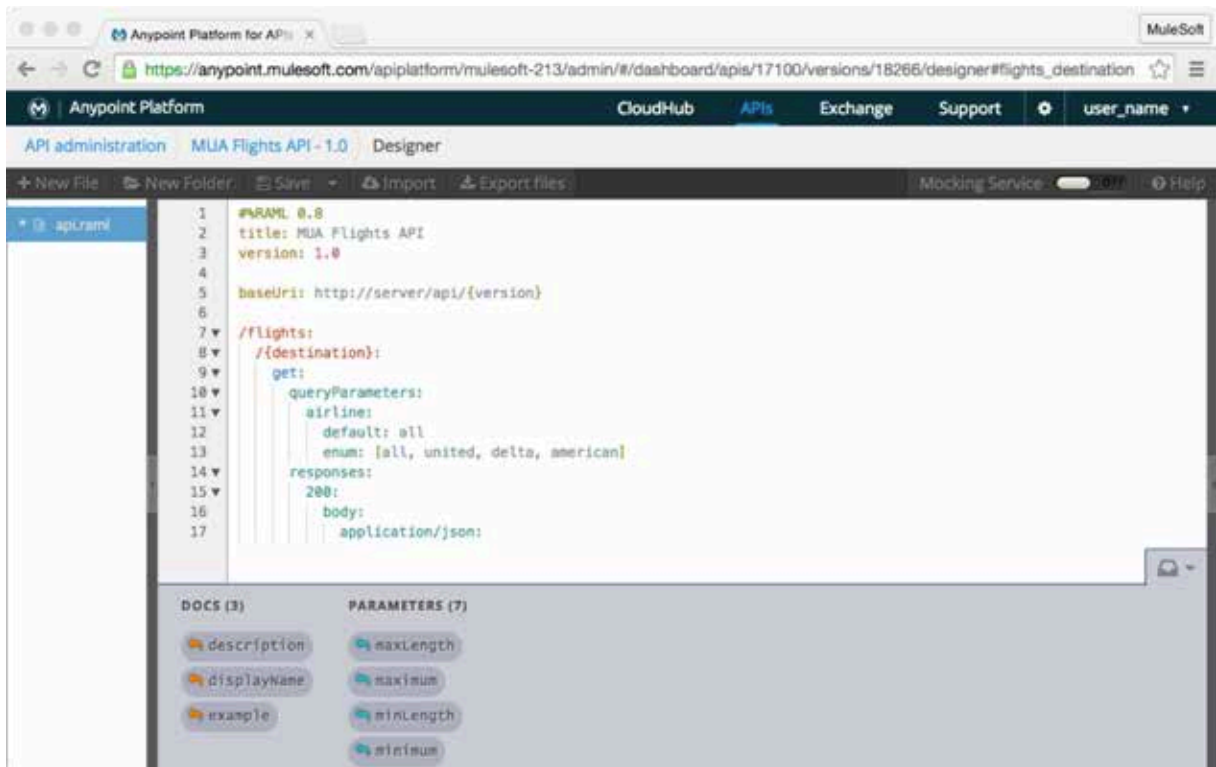 Anypoint Platform for APIs
MuleSoft
https://anypoint.mulesoft.com/apiplatform/mulesoft-213/admin/#/dashboard/apis/17100/versions/18266/designer#flights_destination
Anypoint Platform CloudHub APIs Exchange Support user_name
API administration MUA Flights API - 1.0 Designer
New File New Folder Save Import Export files Mocking Service Off Help
* api.raml
1 #%RAML 0.8
2 title: MUA Flights API
3 version: 1.0
4
5 baseUri: http://server/api/{version}
6
7 /flights:
8 /{destination}:
9 get:
10 queryParameters:
11 airline:
12 default: all
13 enum: [all, united, delta, american]
14 responses:
15 200:
16 body:
17 application/json:
DOCS (3) PARAMETERS (7)
description maxLength
displayName maximum
example minLength
minimum